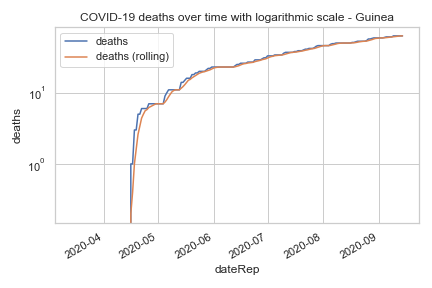 COVID-19 deaths over time with logarithmic scale - Guinea
deaths
deaths (rolling)
10¹
10⁰
deaths
2020-04
2020-05
2020-06
2020-07
2020-08
2020-09
dateRep